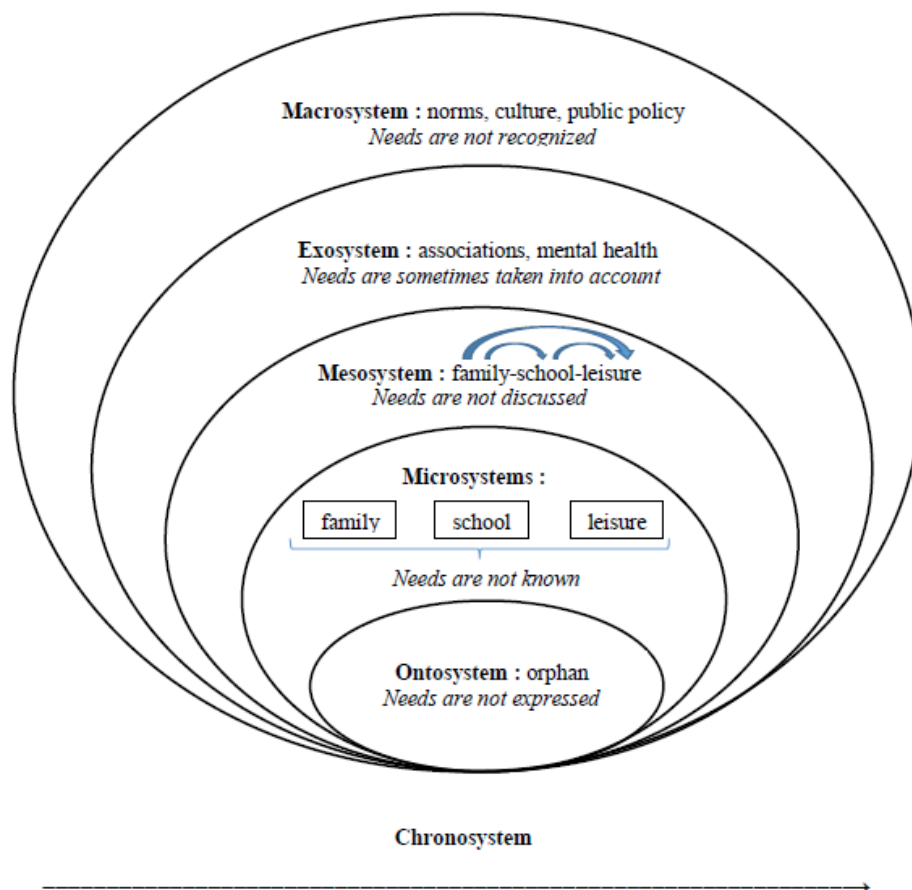 Macrosystem : norms, culture, public policy
Needs are not recognized
Exosystem : associations, mental health
Needs are sometimes taken into account
Mesosystem : family-school-leisure
Needs are not discussed
Microsystems :
family school leisure
Needs are not known
Ontosystem : orphan
Needs are not expressed
Chronosystem